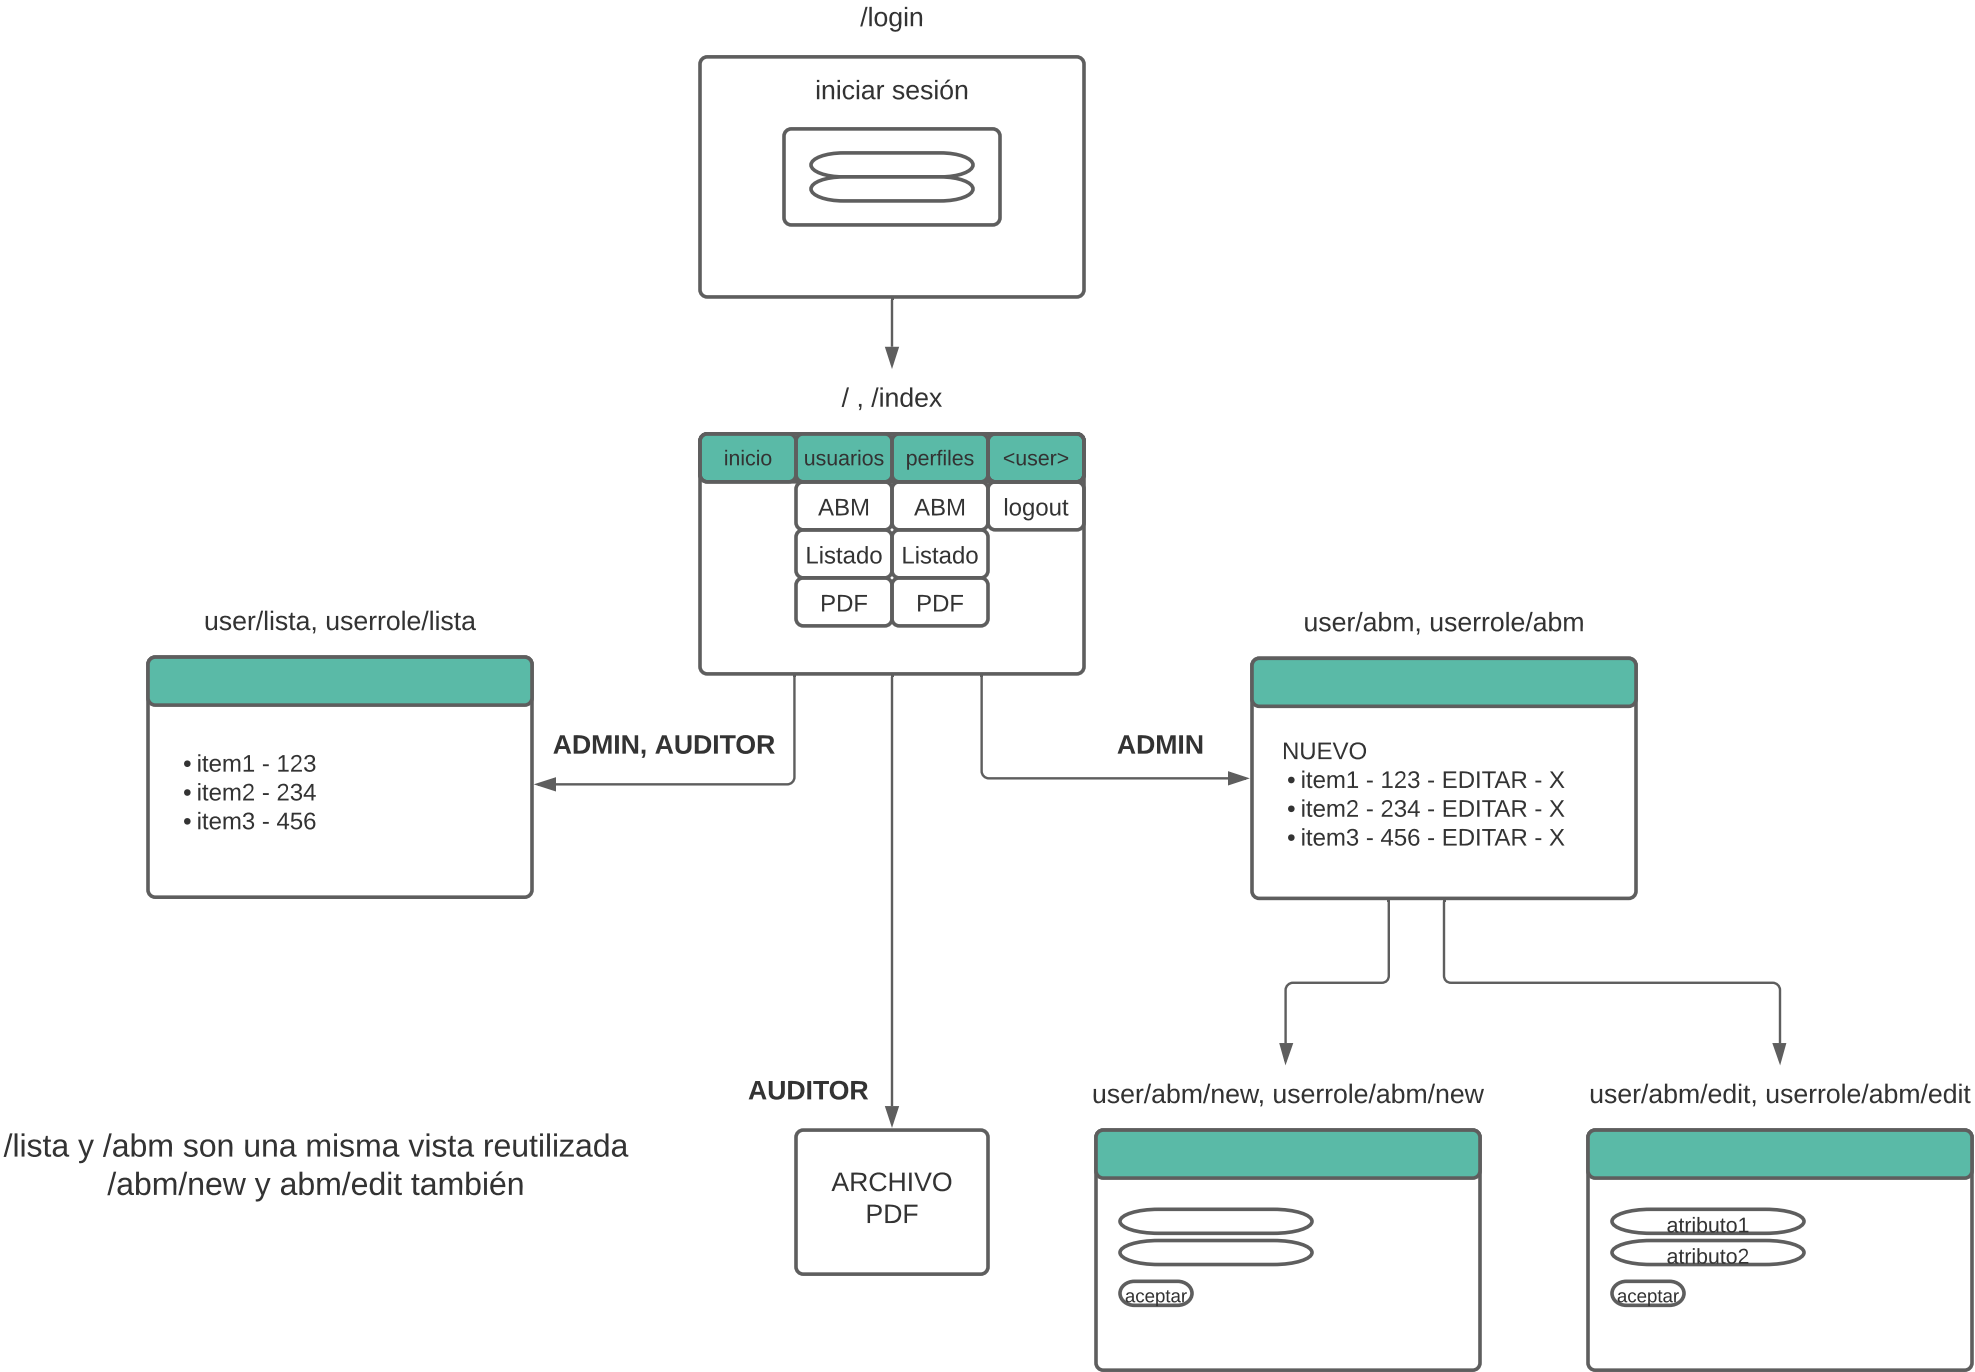 /login
iniciar sesión
/ , /index
inicio
usuarios
perfiles
<user>
ABM
ABM
logout
Listado
Listado
PDF
PDF
user/lista, userrole/lista
• item1 - 123
• item2 - 234
• item3 - 456
ADMIN, AUDITOR
ADMIN
user/abm, userrole/abm
NUEVO
• item1 - 123 - EDITAR - X
• item2 - 234 - EDITAR - X
• item3 - 456 - EDITAR - X
AUDITOR
ARCHIVO
PDF
/lista y /abm son una misma vista reutilizada
/abm/new y abm/edit también
user/abm/new, userrole/abm/new
aceptar
user/abm/edit, userrole/abm/edit
atributo1
atributo2
aceptar